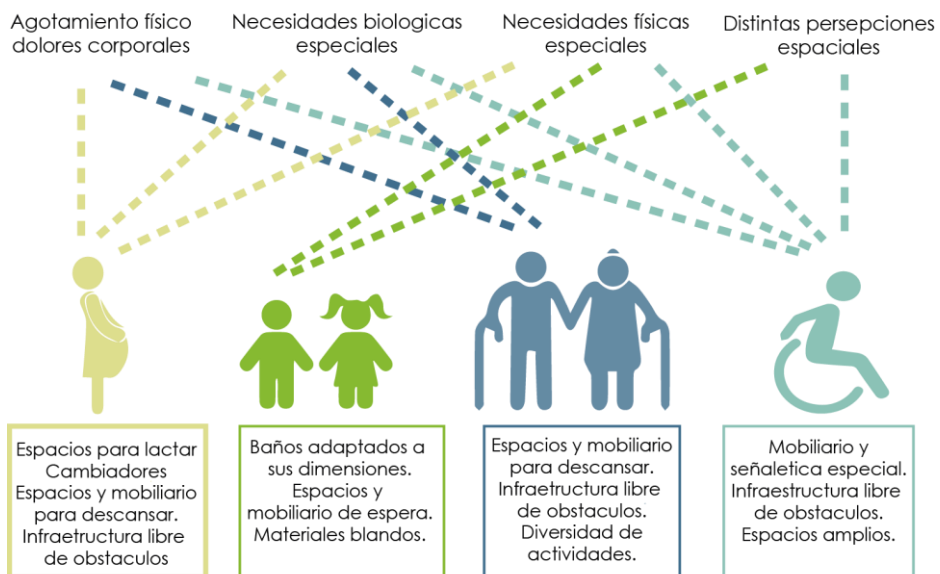 Agotamiento físico
dolores corporales
Necesidades biologicas
especiales
Necesidades físicas
especiales
Distintas persepciones
espaciales
Espacios para lactar
Cambiadores
Espacios y mobiliario
para descansar.
Infraetructura libre
de obstaculos
Baños adaptados a
sus dimensiones.
Espacios y
mobiliario de espera.
Materiales blandos.
Espacios y mobiliario
para descansar.
Infraetructura libre
de obstaculos.
Diversidad de
actividades.
Mobiliario y
señaletica especial.
Infraestructura libre
de obstaculos.
Espacios amplios.